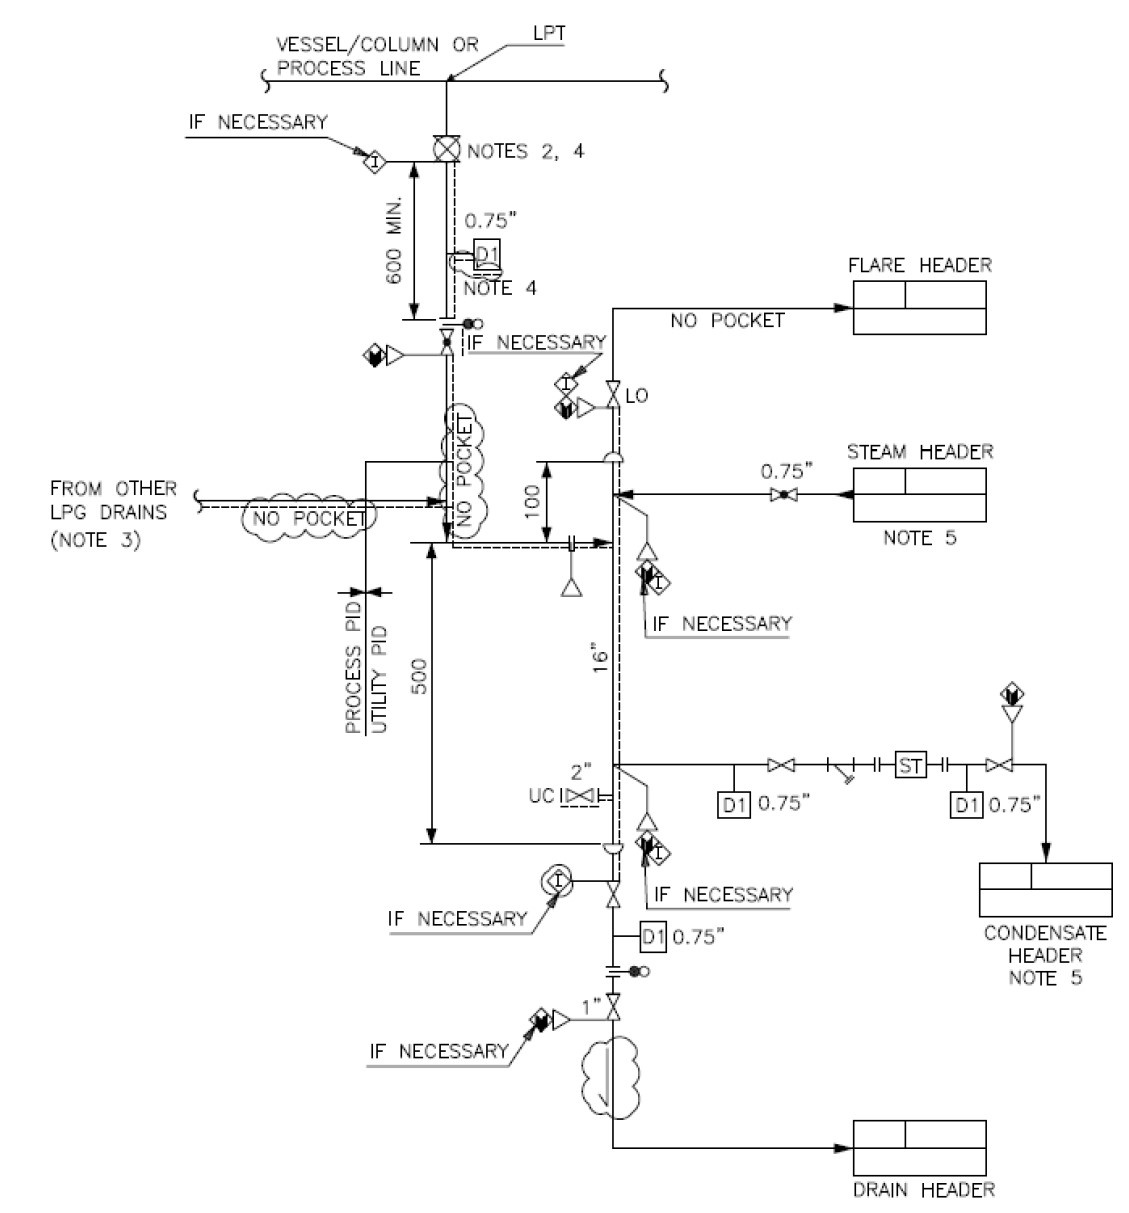 LPT
VESSEL/COLUMN OR
PROCESS LINE
IF NECESSARY
I
NOTES 2, 4
600 MIN.
0.75"
D1
NOTE 4
FLARE HEADER
NO POCKET
IF NECESSARY
I
LO
STEAM HEADER
0.75"
NOTE 5
FROM OTHER
LPG DRAINS
(NOTE 3)
NO POCKET
NO POCKET
100
I
IF NECESSARY
PROCESS PID
UTILITY PID
500
16"
2"
UC
ST
D1 0.75"
D1 0.75"
I
IF NECESSARY
I
IF NECESSARY
D1 0.75"
CONDENSATE
HEADER
NOTE 5
1"
IF NECESSARY
DRAIN HEADER